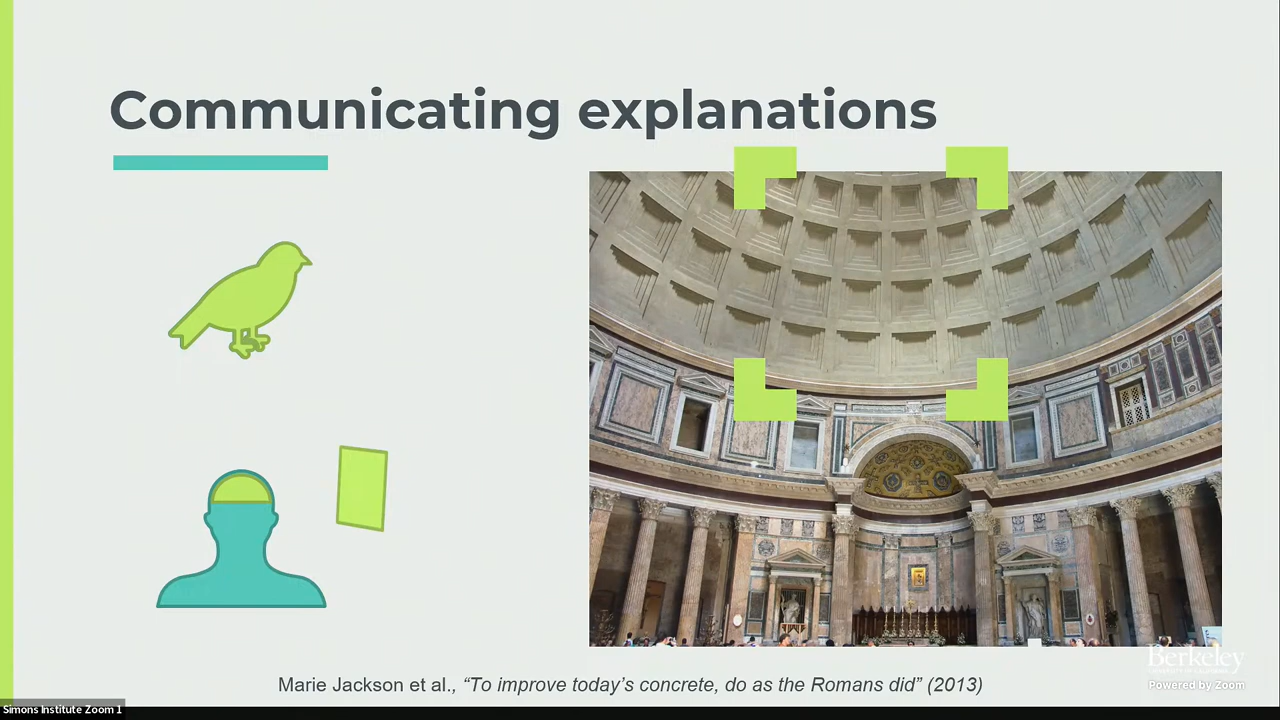 Communicating explanations
Marie Jackson et al., “To improve today’s concrete, do as the Romans did” (2013)
Berkeley
Powered by Zoom
Simons Institute Zoom 1